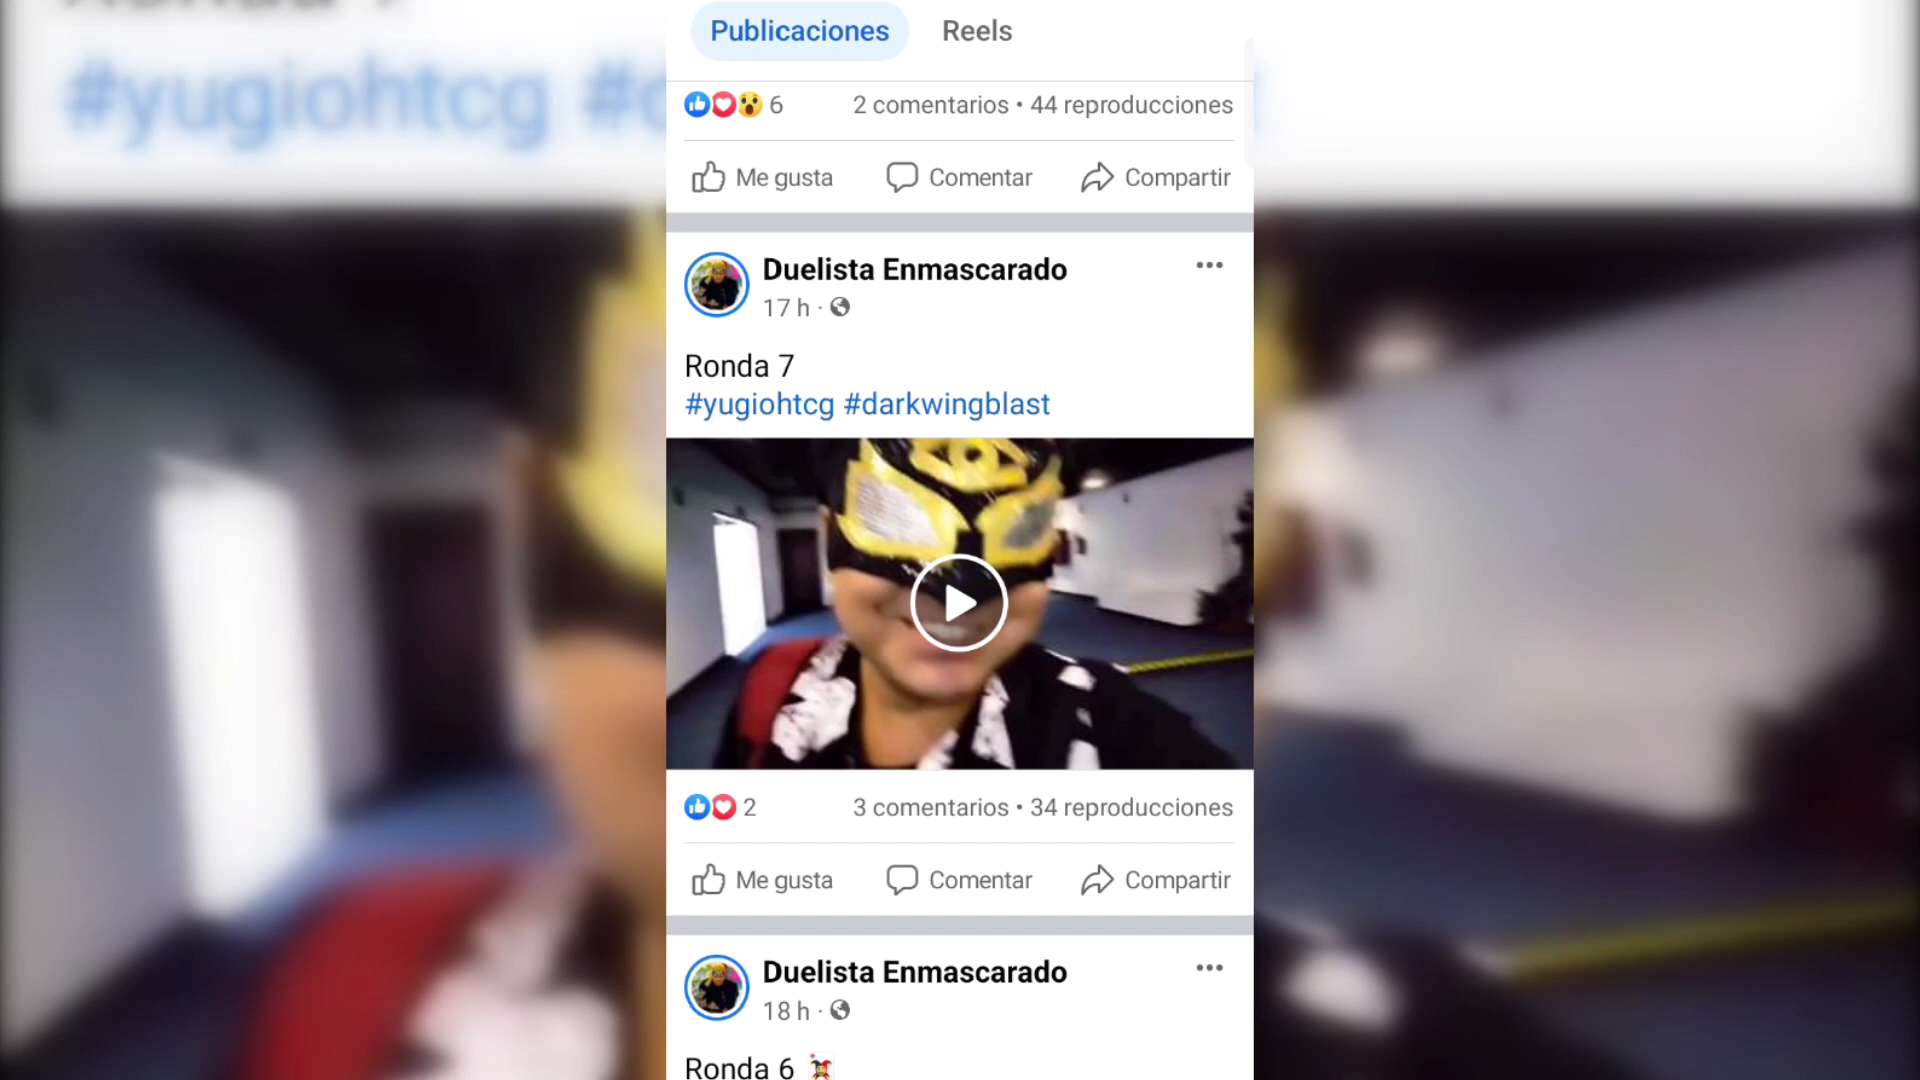 Publicaciones Reels
6 2 comentarios • 44 reproducciones
Me gusta Comentar Compartir
Duelista Enmascarado
17 h ·
Ronda 7
#yugiohtcg #darkwingblast
2 3 comentarios • 34 reproducciones
Me gusta Comentar Compartir
Duelista Enmascarado
18 h ·
Ronda 6
#yugiohtcg